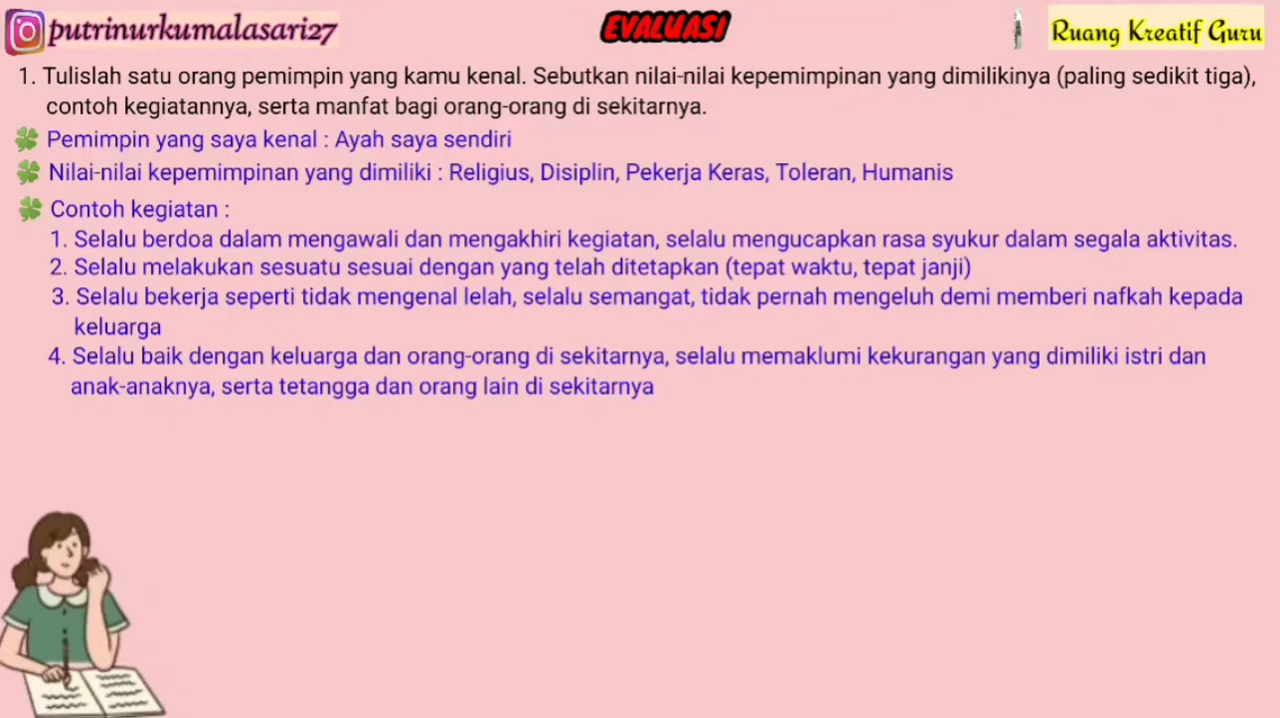 putrinurkumalasari27
EVALUASI
Ruang Kreatif Guru
1. Tulislah satu orang pemimpin yang kamu kenal. Sebutkan nilai-nilai kepemimpinan yang dimilikinya (paling sedikit tiga),
contoh kegiatannya, serta manfat bagi orang-orang di sekitarnya.
Pemimpin yang saya kenal : Ayah saya sendiri
Nilai-nilai kepemimpinan yang dimiliki : Religius, Disiplin, Pekerja Keras, Toleran, Humanis
Contoh kegiatan :
1. Selalu berdoa dalam mengawali dan mengakhiri kegiatan, selalu mengucapkan rasa syukur dalam segala aktivitas.
2. Selalu melakukan sesuatu sesuai dengan yang telah ditetapkan (tepat waktu, tepat janji)
3. Selalu bekerja seperti tidak mengenal lelah, selalu semangat, tidak pernah mengeluh demi memberi nafkah kepada
keluarga
4. Selalu baik dengan keluarga dan orang-orang di sekitarnya, selalu memaklumi kekurangan yang dimiliki istri dan
anak-anaknya, serta tetangga dan orang lain di sekitarnya